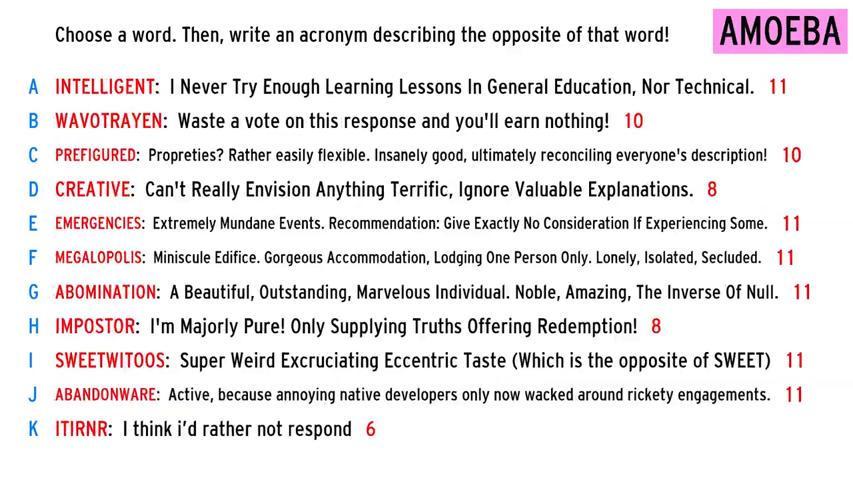 Choose a word. Then, write an acronym describing the opposite of that word! AMOEBA
A INTELLIGENT: I Never Try Enough Learning Lessons In General Education, Nor Technical. 11
B WAVOTRAYEN: Waste a vote on this response and you'll earn nothing! 10
C PREFIGURED: Propreties? Rather easily flexible. Insanely good, ultimately reconciling everyone's description! 10
D CREATIVE: Can't Really Envision Anything Terrific, Ignore Valuable Explanations. 8
E EMERGENCIES: Extremely Mundane Events. Recommendation: Give Exactly No Consideration If Experiencing Some. 11
F MEGALOPOLIS: Miniscule Edifice. Gorgeous Accommodation, Lodging One Person Only. Lonely, Isolated, Secluded. 11
G ABOMINATION: A Beautiful, Outstanding, Marvelous Individual. Noble, Amazing, The Inverse Of Null. 11
H IMPOSTOR: I'm Majorly Pure! Only Supplying Truths Offering Redemption! 8
I SWEETWITOOS: Super Weird Excruciating Eccentric Taste (Which is the opposite of SWEET) 11
J ABANDONWARE: Active, because annoying native developers only now wacked around rickety engagements. 11
K ITIRNR: I think i'd rather not respond 6